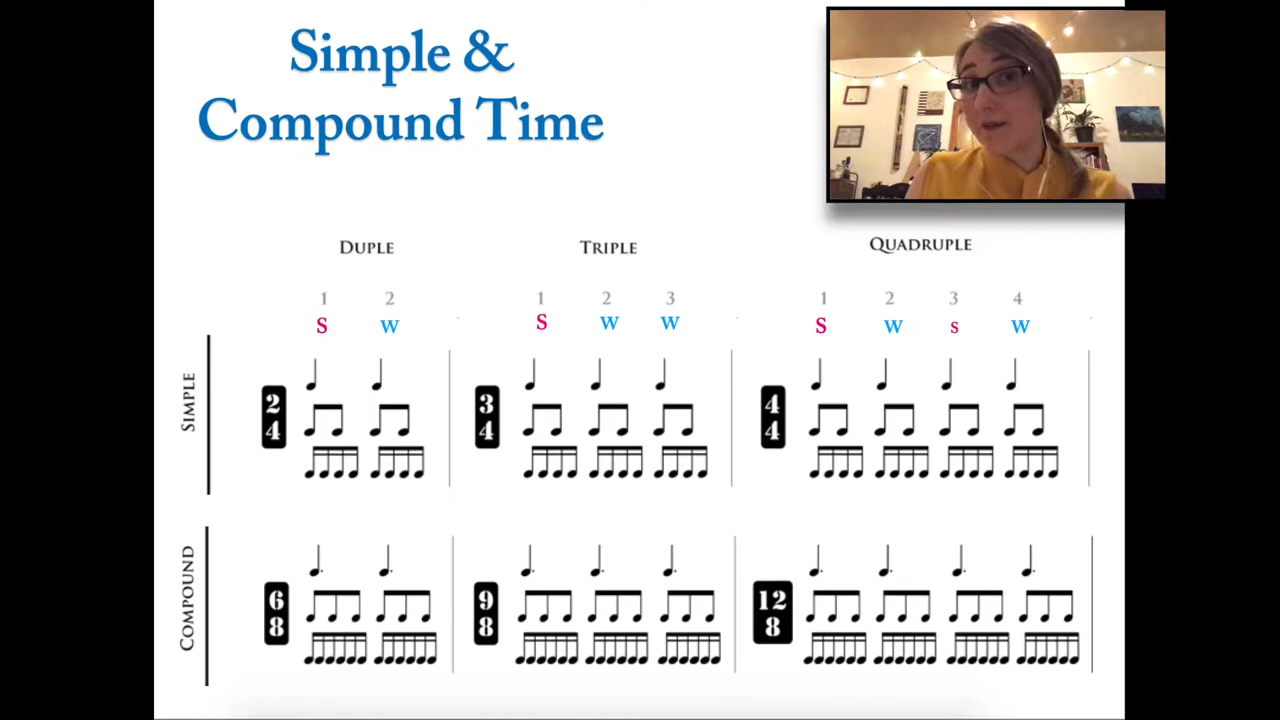 Simple &
Compound Time
DUPLE TRIPLE QUADRUPLE
1 2 1 2 3 1 2 3 4
S W S W W S W s W
SIMPLE
2 4 3 4 4 4
COMPOUND
6 8 9 8 12 8